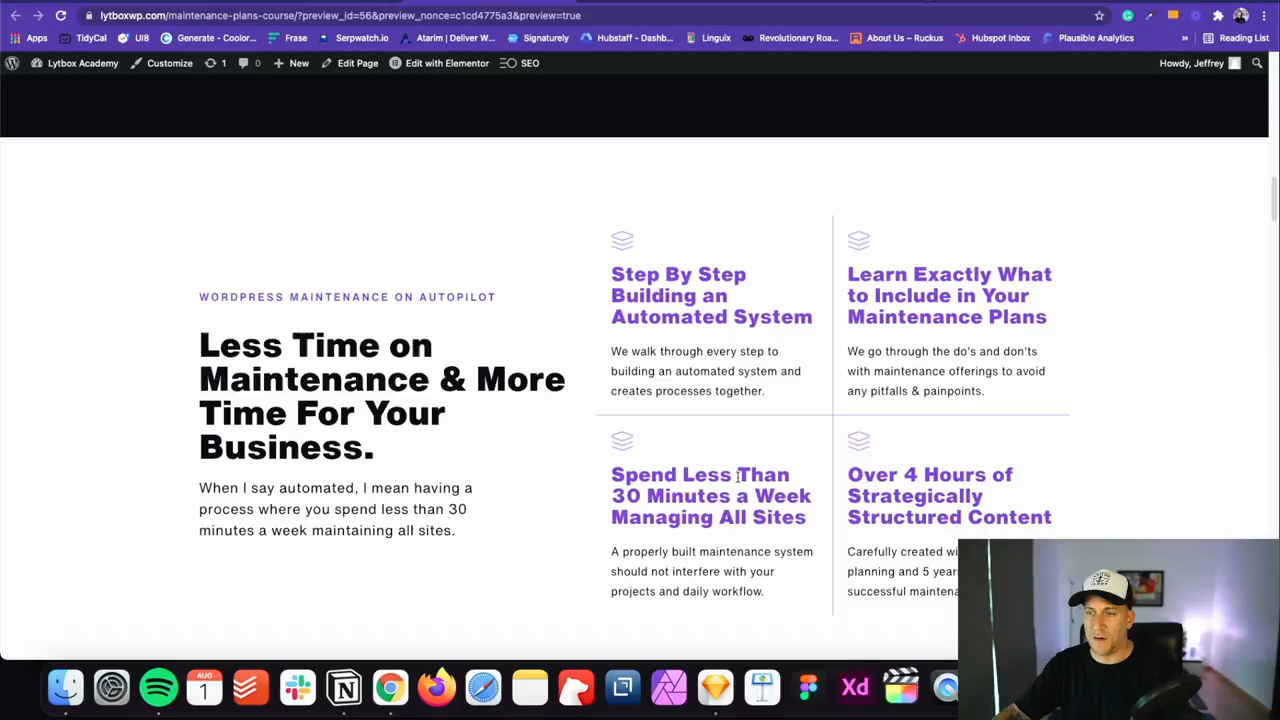 lytboxwp.com/maintenance-plans-course/?preview_id=56&preview_nonce=c1cd4775a3&preview=true
Apps
TidyCal
UI8
Generate - Coolor...
Frase
Serpwatch.io
Atarim | Deliver W...
Signaturely
Hubstaff - Dashb...
Linguix
Revolutionary Roa...
About Us – Ruckus
Hubspot Inbox
Plausible Analytics
»
Reading List
Lytbox Academy
Customize
1
0
New
Edit Page
Edit with Elementor
SEO
Howdy, Jeffrey
WORDPRESS MAINTENANCE ON AUTOPILOT
Less Time on
Maintenance & More
Time For Your
Business.
When I say automated, I mean having a
process where you spend less than 30
minutes a week maintaining all sites.
Step By Step
Building an
Automated System
We walk through every step to
building an automated system and
creates processes together.
Learn Exactly What
to Include in Your
Maintenance Plans
We go through the do's and don'ts
with maintenance offerings to avoid
any pitfalls & painpoints.
Spend Less Than
30 Minutes a Week
Managing All Sites
A properly built maintenance system
should not interfere with your
projects and daily workflow.
Over 4 Hours of
Strategically
Structured Content
Carefully created
planning and 5
successful
AUG
1
Xd